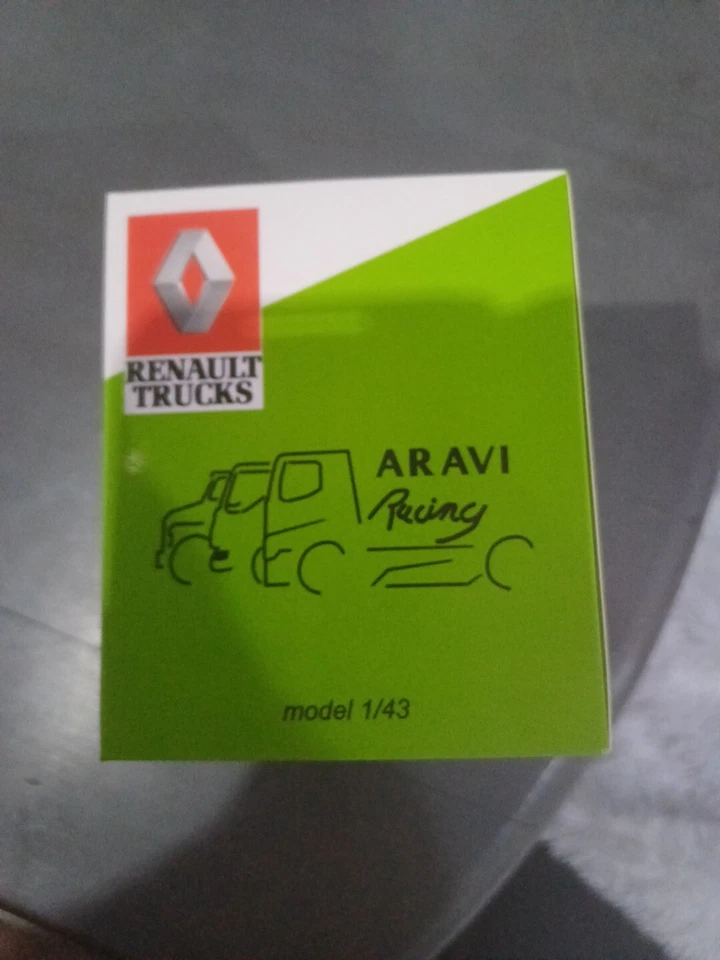 RENAULT
TRUCKS
ARAVI
Racing
model 1/43